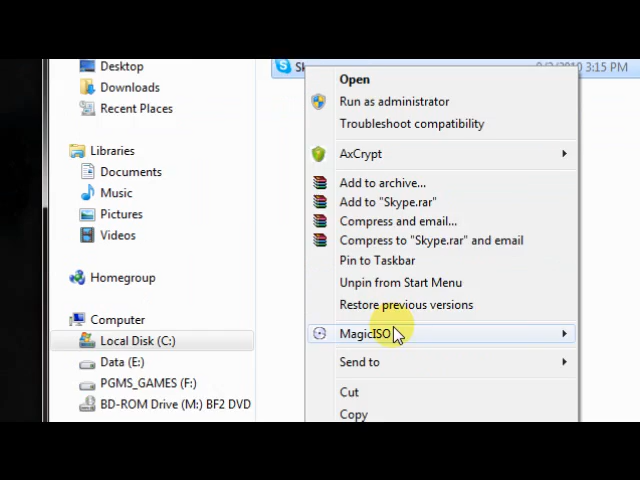 Desktop
Downloads
Recent Places
Libraries
Documents
Music
Pictures
Videos
Homegroup
Computer
Local Disk (C:)
Data (E:)
PGMS_GAMES (F:)
BD-ROM Drive (M:) BF2 DVD
3:15 PM
Open
Run as administrator
Troubleshoot compatibility
AxCrypt
Add to archive...
Add to "Skype.rar"
Compress and email...
Compress to "Skype.rar" and email
Pin to Taskbar
Unpin from Start Menu
Restore previous versions
MagicISO
Send to
Cut
Copy